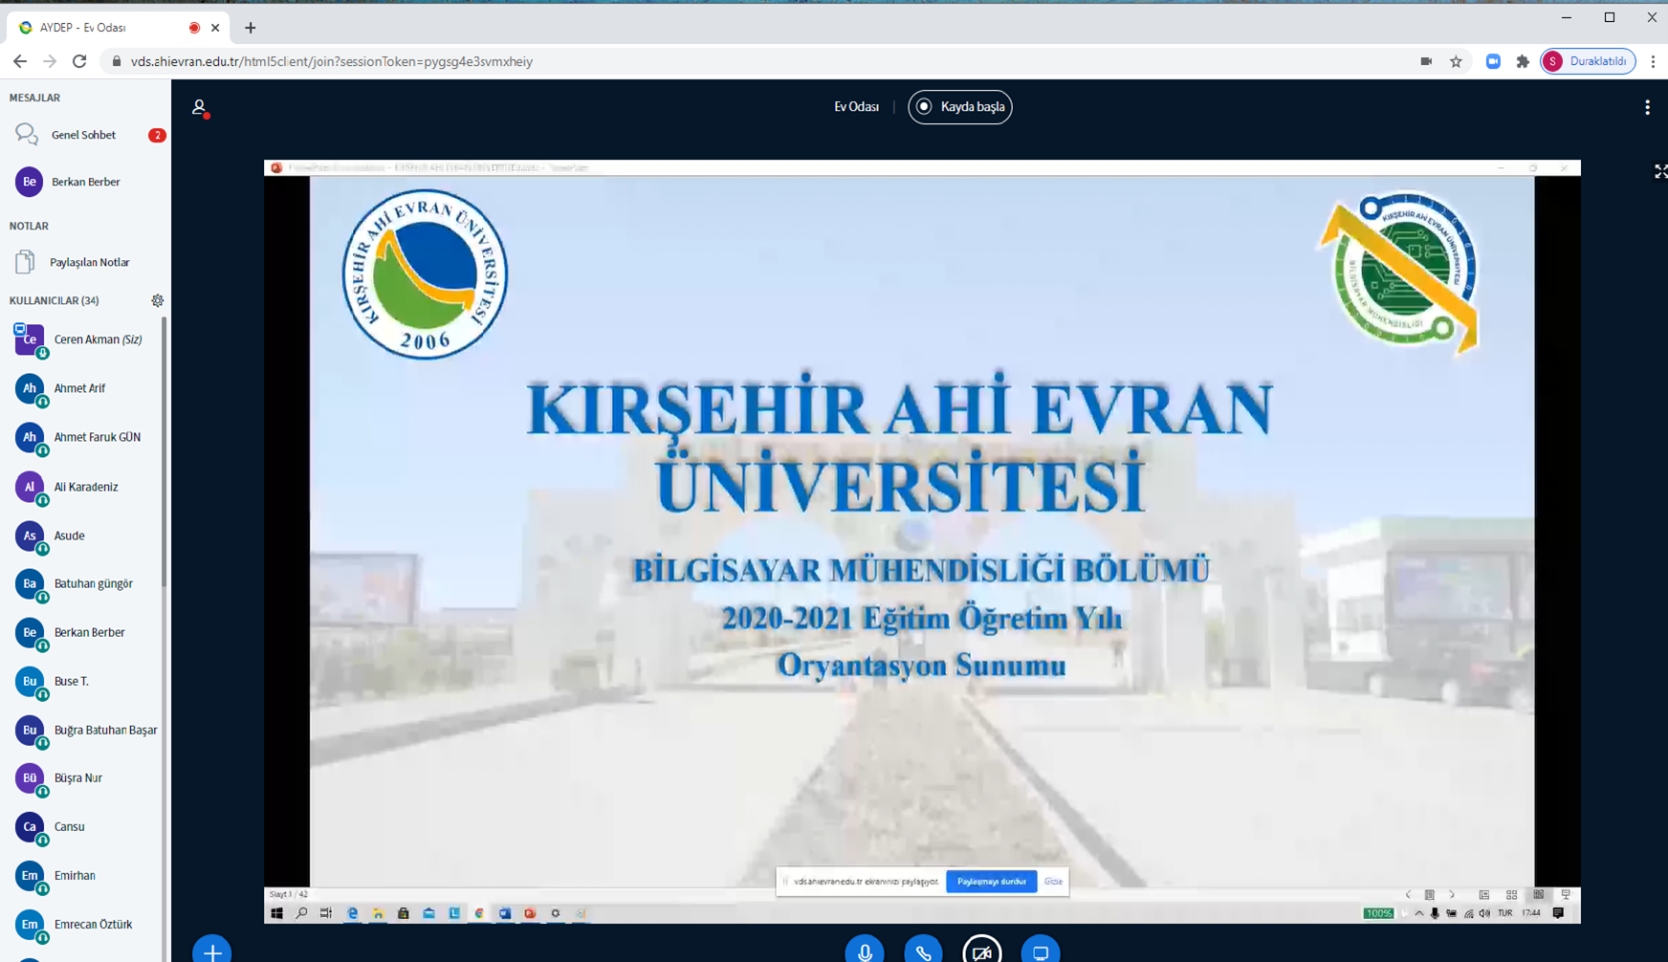 AYDEP - Ev Odası
vds.ahievran.edu.tr/html5client/join?sessionToken=pygsg4e3svmxheiy
S Duraklatıldı
MESAJLAR
Genel Sohbet 2
Be Berkan Berber
NOTLAR
Paylaşılan Notlar
KULLANICILAR (34)
Ce Ceren Akman (Siz)
Ah Ahmet Arif
Ah Ahmet Faruk GÜN
Al Ali Karadeniz
As Asude
Ba Batuhan güngör
Be Berkan Berber
Bu Buse T.
Bu Buğra Batuhan Başar
Bü Büşra Nur
Ca Cansu
Em Emirhan
Em Emrecan Öztürk
Ev Odası
Kayda başla
KIRŞEHİR AHİ EVRAN ÜNİVERSİTESİ
2006
KIRŞEHİR AHİ EVRAN ÜNİVERSİTESİ
BİLGİSAYAR MÜHENDİSLİĞİ
KIRŞEHİR AHİ EVRAN
ÜNİVERSİTESİ
BİLGİSAYAR MÜHENDİSLİĞİ BÖLÜMÜ
2020-2021 Eğitim Öğretim Yılı
Oryantasyon Sunumu
vds.ahievran.edu.tr ekranınızı paylaşıyor.
Paylaşmayı durdur
Gizle
Slayt 1 / 42
100%
TUR
17:44